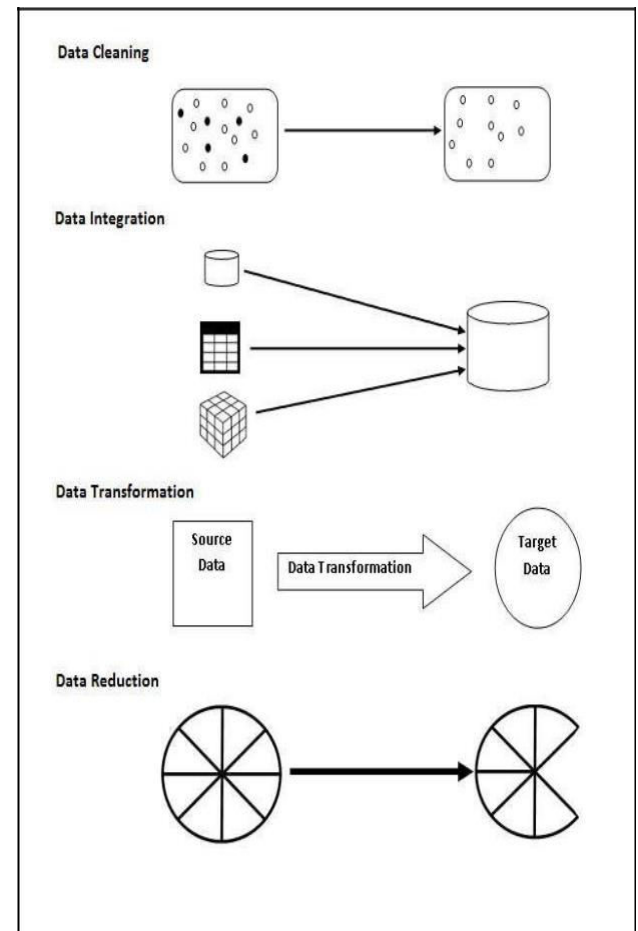 Data Cleaning
Data Integration
Data Transformation
Source
Data
Data Transformation
Target
Data
Data Reduction